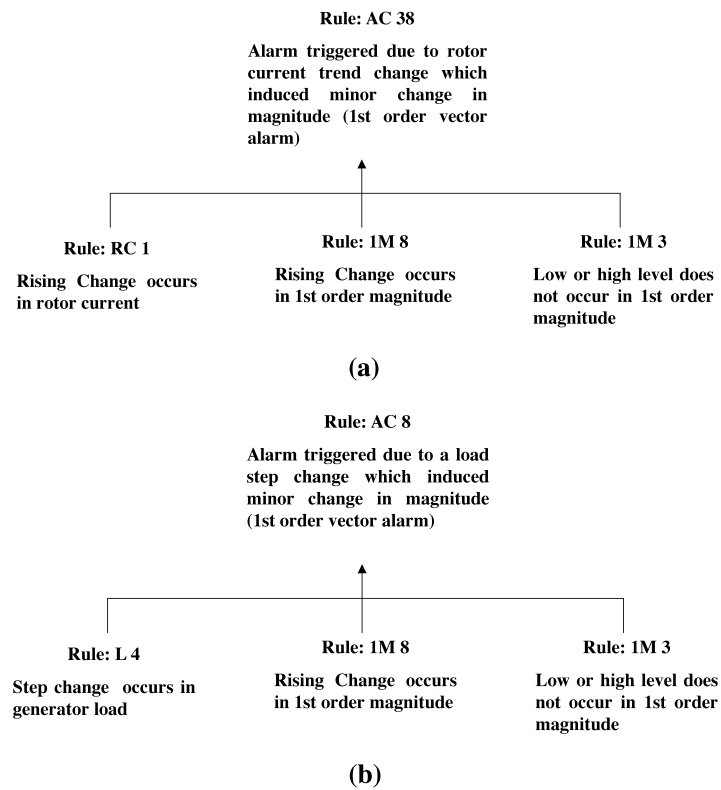 Rule: AC 38
Alarm triggered due to rotor
current trend change which
induced minor change in
magnitude (1st order vector
alarm)
Rule: RC 1
Rising Change occurs
in rotor current
Rule: 1M 8
Rising Change occurs
in 1st order magnitude
Rule: 1M 3
Low or high level does
not occur in 1st order
magnitude
(a)
Rule: AC 8
Alarm triggered due to a load
step change which induced
minor change in magnitude
(1st order vector alarm)
Rule: L 4
Step change occurs in
generator load
Rule: 1M 8
Rising Change occurs
in 1st order magnitude
Rule: 1M 3
Low or high level does
not occur in 1st order
magnitude
(b)